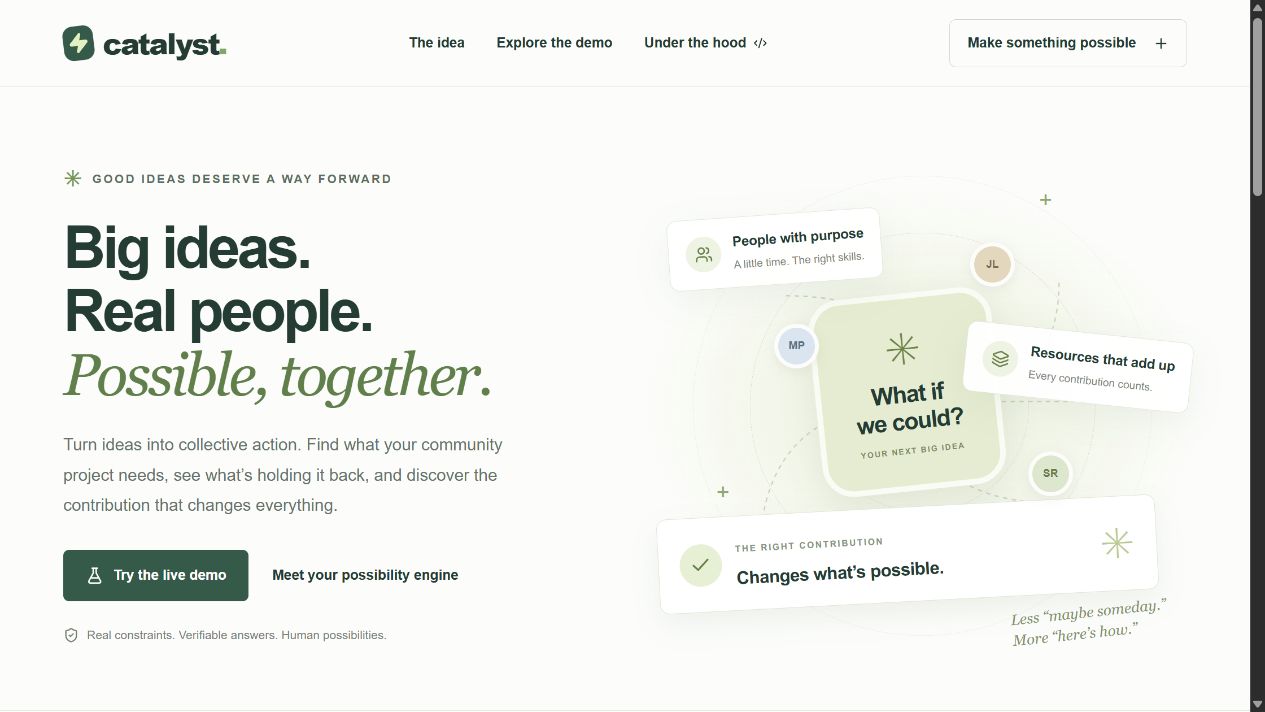 catalyst.
The idea
Explore the demo
Under the hood
Make something possible
GOOD IDEAS DESERVE A WAY FORWARD
Big ideas.
Real people.
Possible, together.
Turn ideas into collective action. Find what your community
project needs, see what’s holding it back, and discover the
contribution that changes everything.
Try the live demo
Meet your possibility engine
Real constraints. Verifiable answers. Human possibilities.
People with purpose
A little time. The right skills.
JL
MP
What if
we could?
YOUR NEXT BIG IDEA
Resources that add up
Every contribution counts.
SR
THE RIGHT CONTRIBUTION
Changes what’s possible.
Less “maybe someday.”
More “here’s how.”